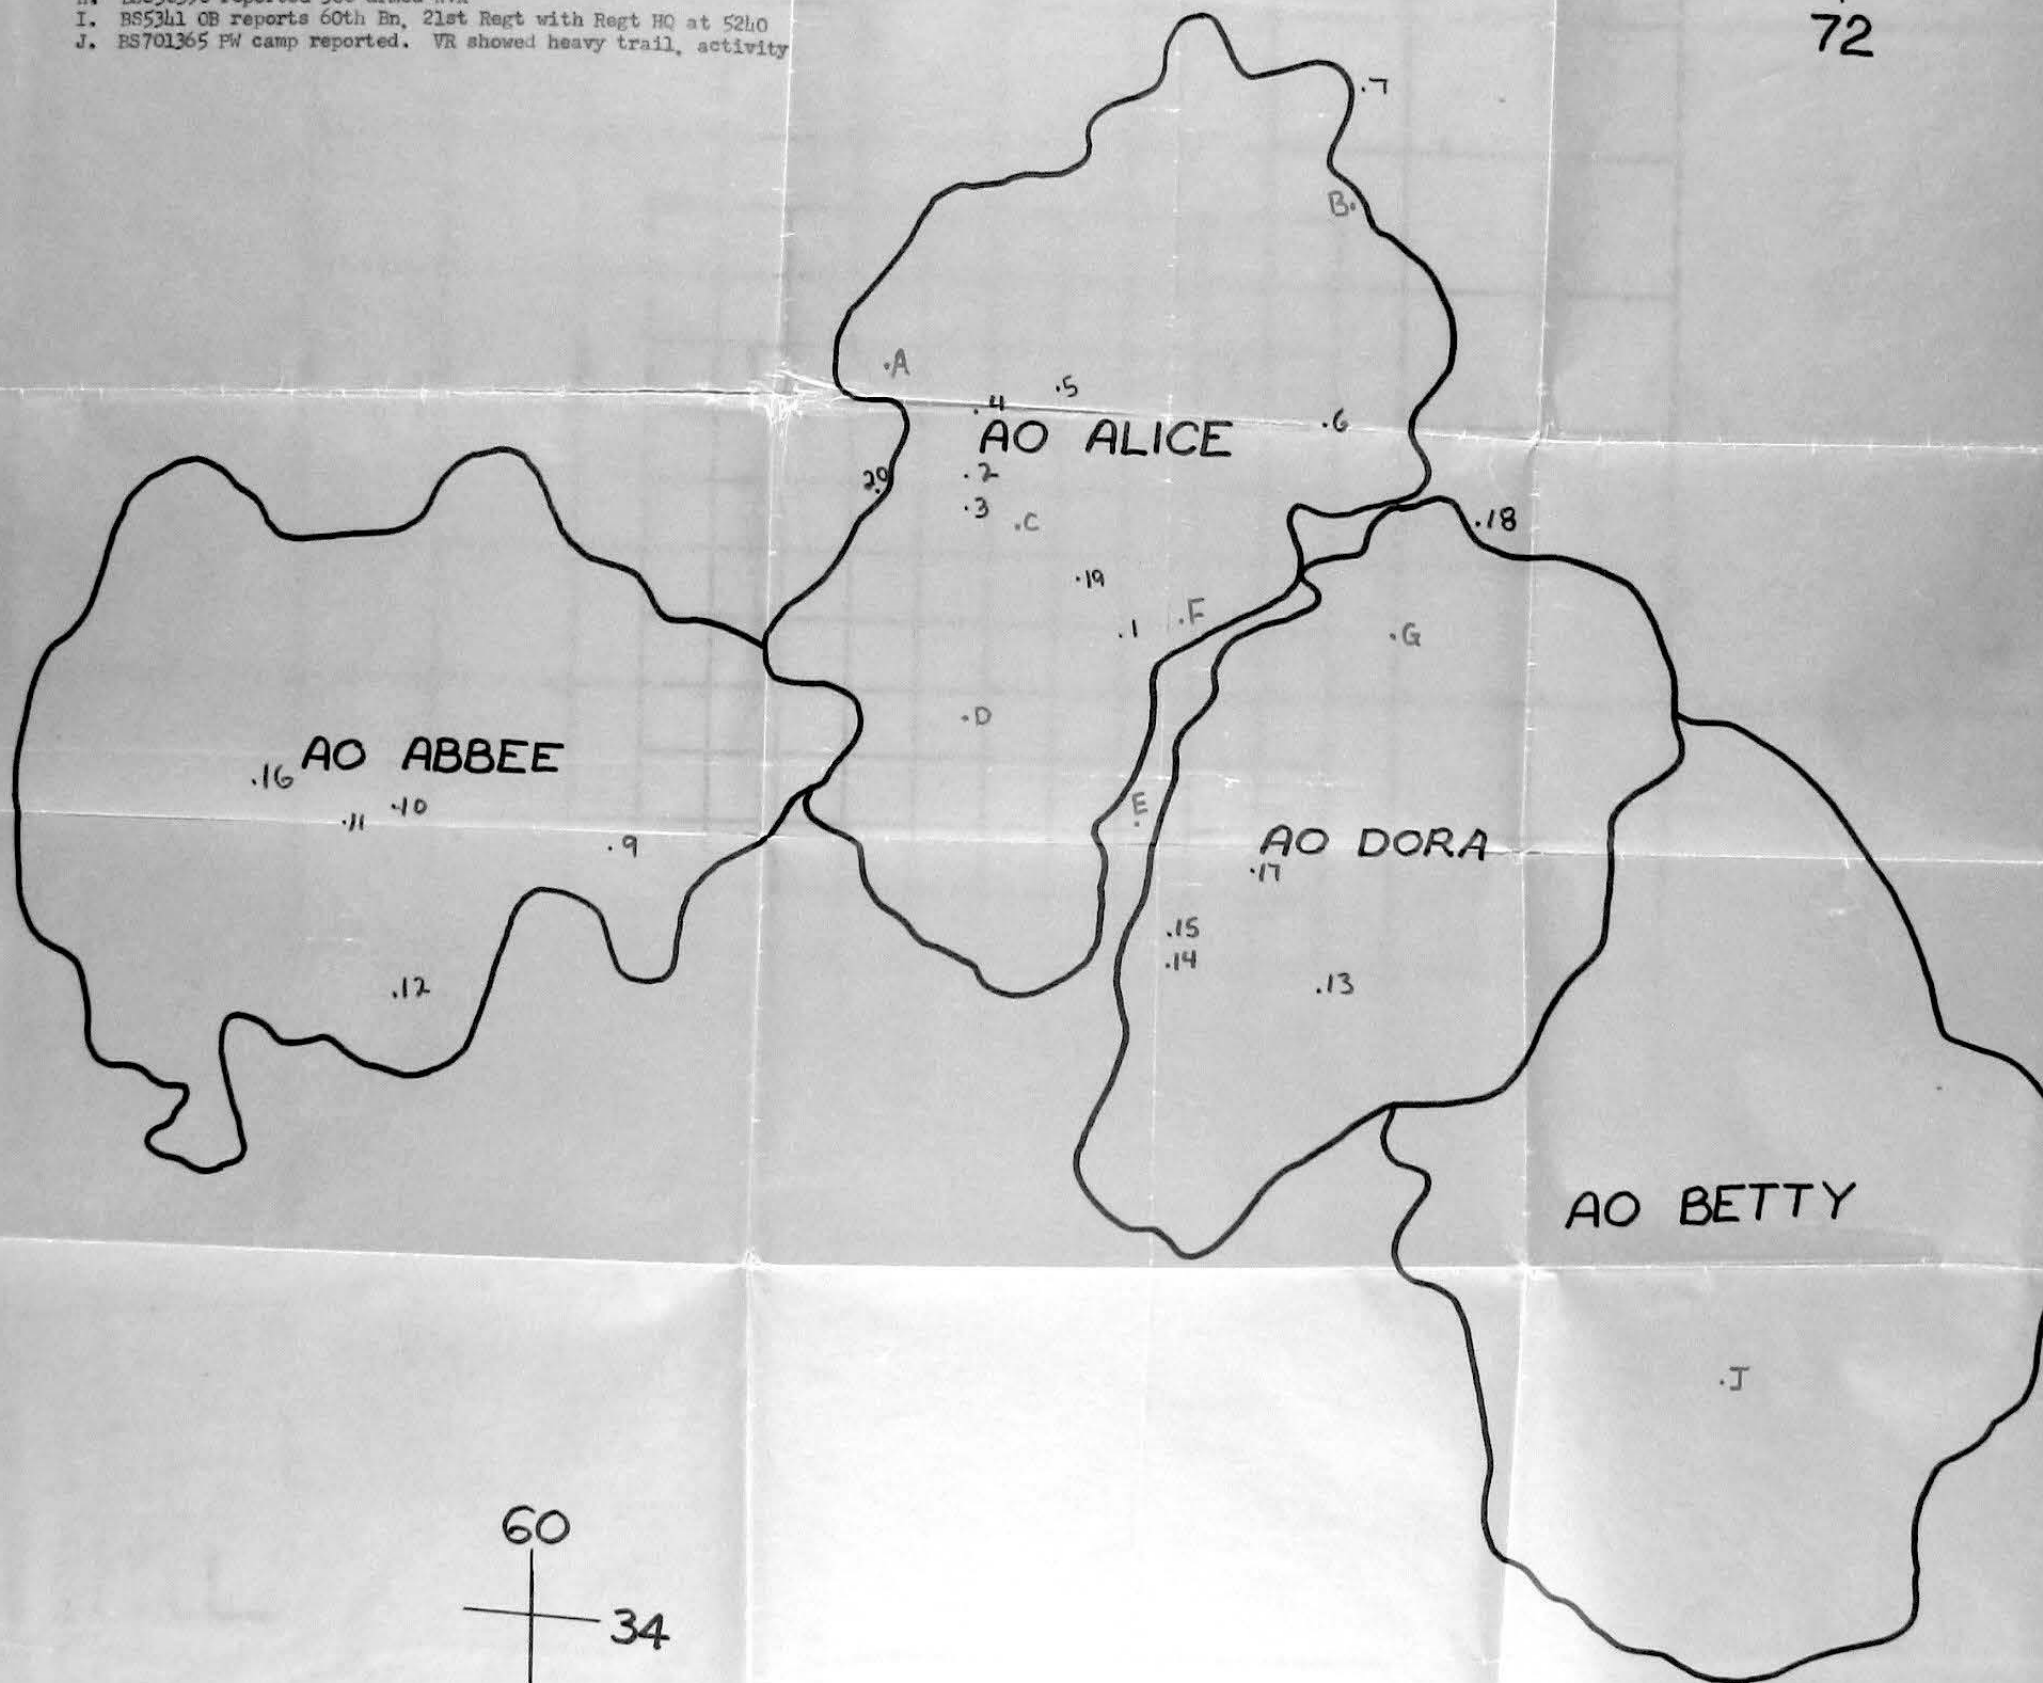 reported
I. BS5341 OB reports 60th Bn, 21st Regt with Regt HQ at 5240
J. BS701365 PW camp reported. VR showed heavy trail, activity
72
.7
B.
.A
.5
.4
AO ALICE
.6
.2
20
.3
.C
.18
.19
.F
.1
.G
.D
AO ABBEE
.16
.10
E
.11
AO DORA
.9
.17
.15
.14
.12
.13
AO BETTY
.J
60
34